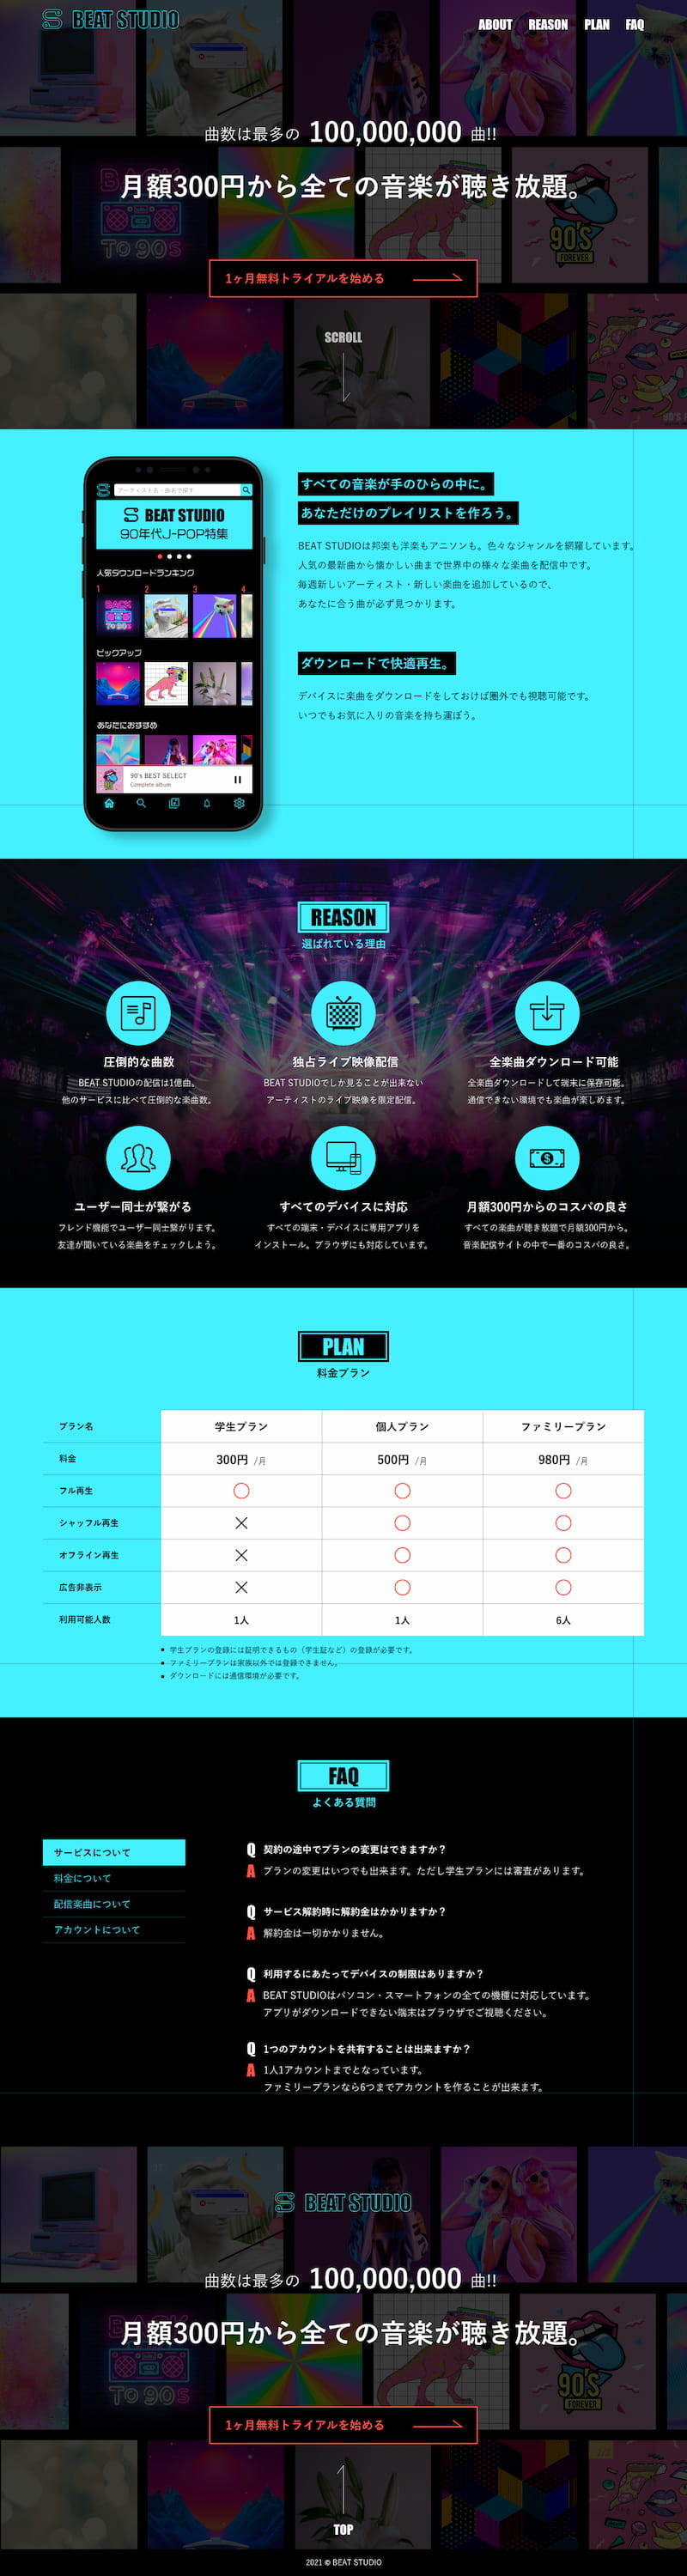 BEAT STUDIO
ABOUT REASON PLAN FAQ
曲数は最多の 100,000,000 曲!!
月額300円から全ての音楽が聴き放題。
BACK
TO 90s
90'S
FOREVER
1ヶ月無料トライアルを始める
SCROLL
アーティスト名・曲名で探す
BEAT STUDIO
90年代J-POP特集
人気ダウンロードランキング
1 2 3 4
BACK
TO 90s
ピックアップ
あなたにおすすめ
90's BEST SELECT
Complete album
すべての音楽が手のひらの中に。
あなただけのプレイリストを作ろう。
BEAT STUDIOは邦楽も洋楽もアニソンも。色々なジャンルを網羅しています。
人気の最新曲から懐かしい曲まで世界中の様々な楽曲を配信中です。
毎週新しいアーティスト・新しい楽曲を追加しているので、
あなたに合う曲が必ず見つかります。
ダウンロードで快適再生。
デバイスに楽曲をダウンロードをしておけば圏外でも視聴可能です。
いつでもお気に入りの音楽を持ち運ぼう。
REASON
選ばれている理由
圧倒的な曲数
BEAT STUDIOの配信は1億曲。
他のサービスに比べて圧倒的な楽曲数。
独占ライブ映像配信
BEAT STUDIOでしか見ることが出来ない
アーティストのライブ映像を限定配信。
全楽曲ダウンロード可能
全楽曲ダウンロードして端末に保存可能。
通信できない環境でも楽曲が楽しめます。
ユーザー同士が繋がる
フレンド機能でユーザー同士繋がります。
友達が聞いている楽曲をチェックしよう。
すべてのデバイスに対応
すべての端末・デバイスに専用アプリを
インストール。ブラウザにも対応しています。
月額300円からのコスパの良さ
すべての楽曲が聴き放題で月額300円から。
音楽配信サイトの中で一番のコスパの良さ。
PLAN
料金プラン
プラン名 学生プラン 個人プラン ファミリープラン
料金 300円 /月 500円 /月 980円 /月
フル再生 ○ ○ ○
シャッフル再生 × ○ ○
オフライン再生 × ○ ○
広告非表示 × ○ ○
利用可能人数 1人 1人 6人
• 学生プランの登録には証明できるもの（学生証など）の登録が必要です。
• ファミリープランは家族以外では登録できません。
• ダウンロードには通信環境が必要です。
FAQ
よくある質問
サービスについて
料金について
配信楽曲について
アカウントについて
Q 契約の途中でプランの変更はできますか？
A プランの変更はいつでも出来ます。ただし学生プランには審査があります。
Q サービス解約時に解約金はかかりますか？
A 解約金は一切かかりません。
Q 利用するにあたってデバイスの制限はありますか？
A BEAT STUDIOはパソコン・スマートフォンの全ての機種に対応しています。
アプリがダウンロードできない端末はブラウザでご視聴ください。
Q 1つのアカウントを共有することは出来ますか？
A 1人1アカウントまでとなっています。
ファミリープランなら6つまでアカウントを作ることが出来ます。
BEAT STUDIO
曲数は最多の 100,000,000 曲!!
月額300円から全ての音楽が聴き放題。
BACK
TO 90s
90'S
FOREVER
1ヶ月無料トライアルを始める
TOP
2021 © BEAT STUDIO